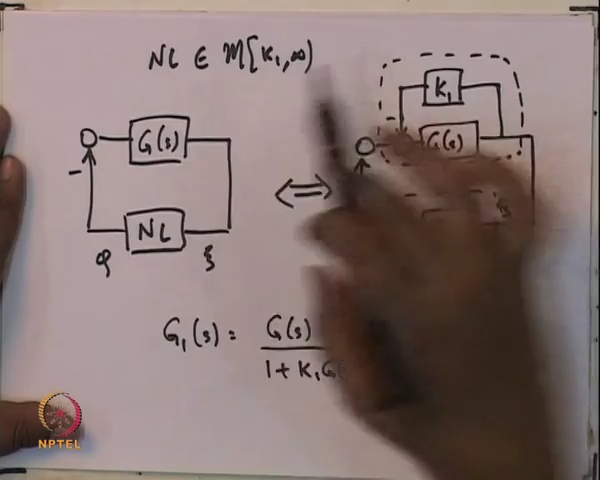 NL ∈ M[K₁,∞)
K₁
G(s)
G(s)
-
-
NL
φ
ξ
G₁(s) = G(s)
1 + K₁G
NPTEL